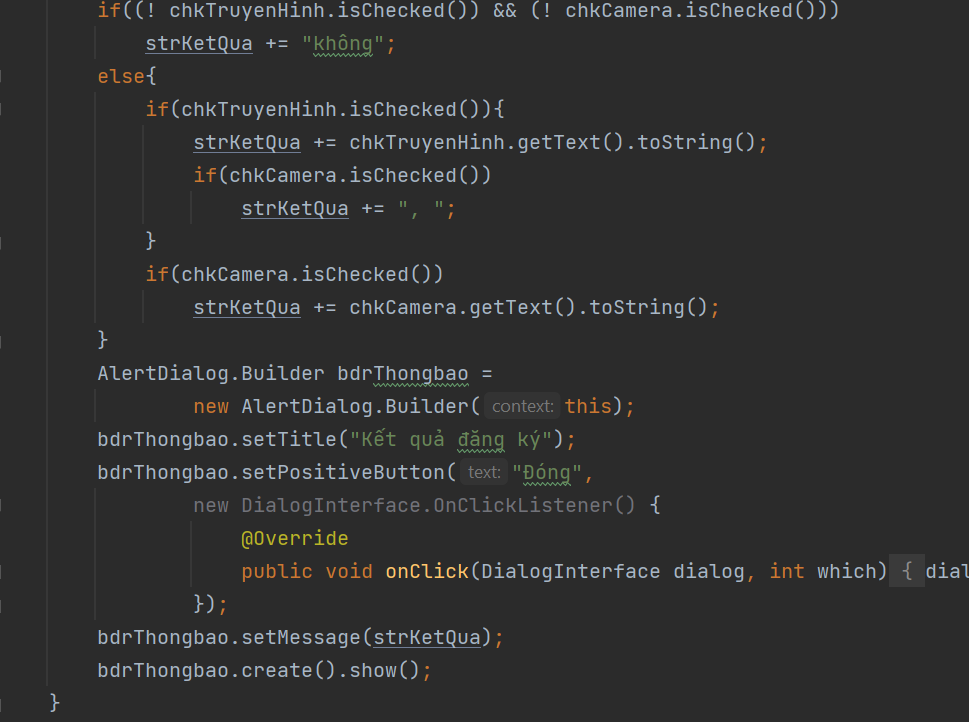 if((! chkTruyenHinh.isChecked()) && (! chkCamera.isChecked()))
strKetQua += "không";
else{
if(chkTruyenHinh.isChecked()){
strKetQua += chkTruyenHinh.getText().toString();
if(chkCamera.isChecked())
strKetQua += ", ";
}
if(chkCamera.isChecked())
strKetQua += chkCamera.getText().toString();
}
AlertDialog.Builder bdrThongbao =
new AlertDialog.Builder( context: this);
bdrThongbao.setTitle("Kết quả đăng ký");
bdrThongbao.setPositiveButton( text: "Đóng",
new DialogInterface.OnClickListener() {
@Override
public void onClick(DialogInterface dialog, int which) { dial
});
bdrThongbao.setMessage(strKetQua);
bdrThongbao.create().show();
}